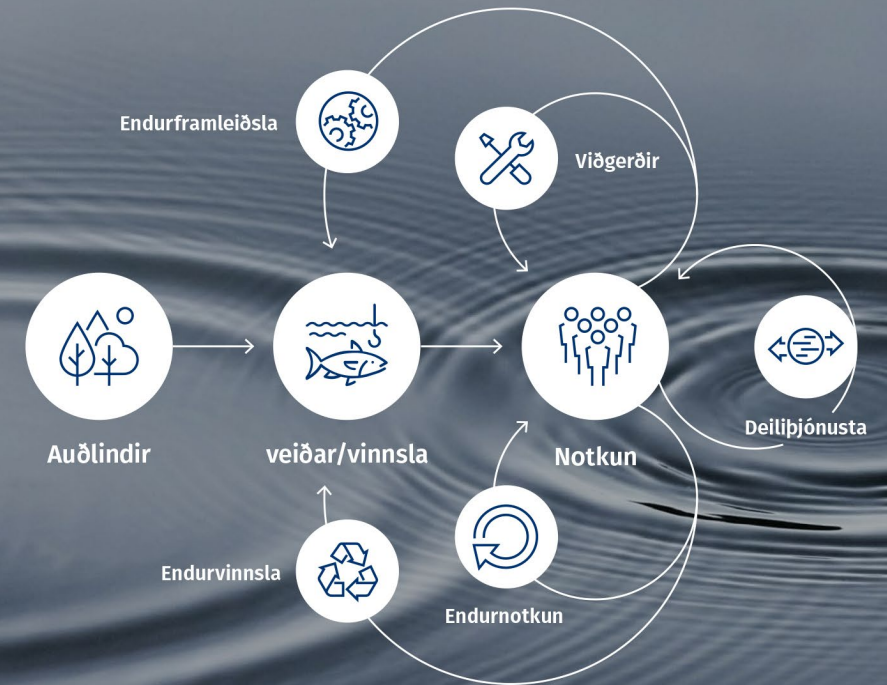 Endurframleiðsla
Viðgerðir
Auðlindir
veiðar/vinnsla
Notkun
Deiliþjónusta
Endurvinnsla
Endurnotkun